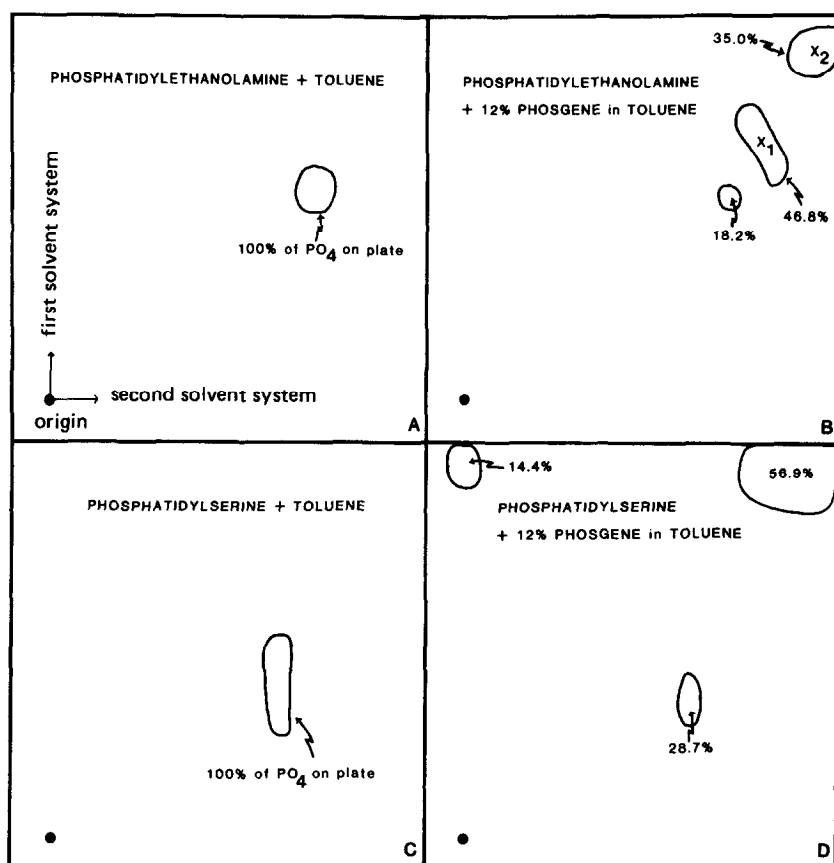 PHOSPHATIDYLETHANOLAMINE + TOLUENE
first solvent system
100% of PO4 on plate
second solvent system
origin
A
35.0%
X2
PHOSPHATIDYLETHANOLAMINE
+ 12% PHOSGENE in TOLUENE
X1
46.8%
18.2%
B
PHOSPHATIDYLSERINE + TOLUENE
100% of PO4 on plate
C
14.4%
56.9%
PHOSPHATIDYLSERINE
+ 12% PHOSGENE in TOLUENE
28.7%
D